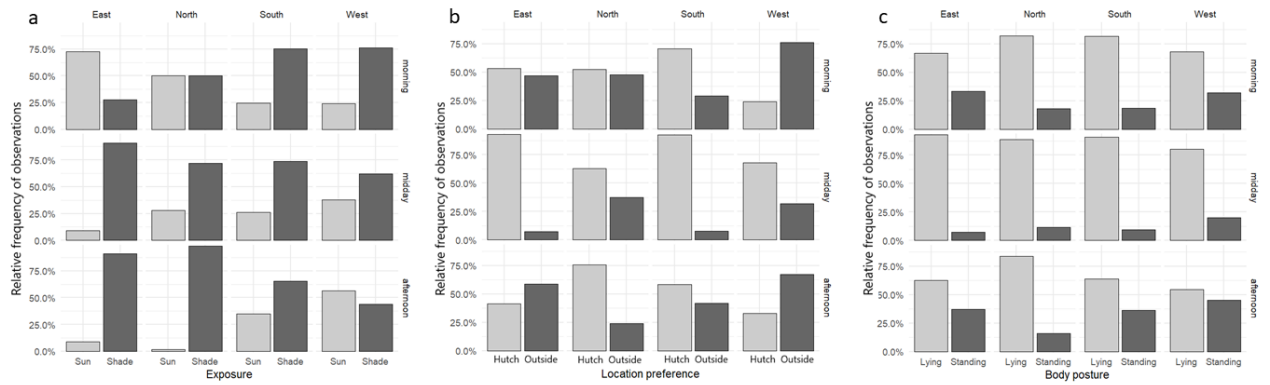 a
East North South West
75.0%
50.0%
25.0%
0.0%
morning
75.0%
50.0%
25.0%
0.0%
midday
75.0%
50.0%
25.0%
0.0%
afternoon
Relative frequency of observations
Sun Shade Sun Shade Sun Shade Sun Shade
Exposure
b
East North South West
75.0%
50.0%
25.0%
0.0%
morning
75.0%
50.0%
25.0%
0.0%
midday
75.0%
50.0%
25.0%
0.0%
afternoon
Relative frequency of observations
Hutch Outside Hutch Outside Hutch Outside Hutch Outside
Location preference
c
East North South West
75.0%
50.0%
25.0%
0.0%
morning
75.0%
50.0%
25.0%
0.0%
midday
75.0%
50.0%
25.0%
0.0%
afternoon
Relative frequency of observations
Lying Standing Lying Standing Lying Standing Lying Standing
Body posture